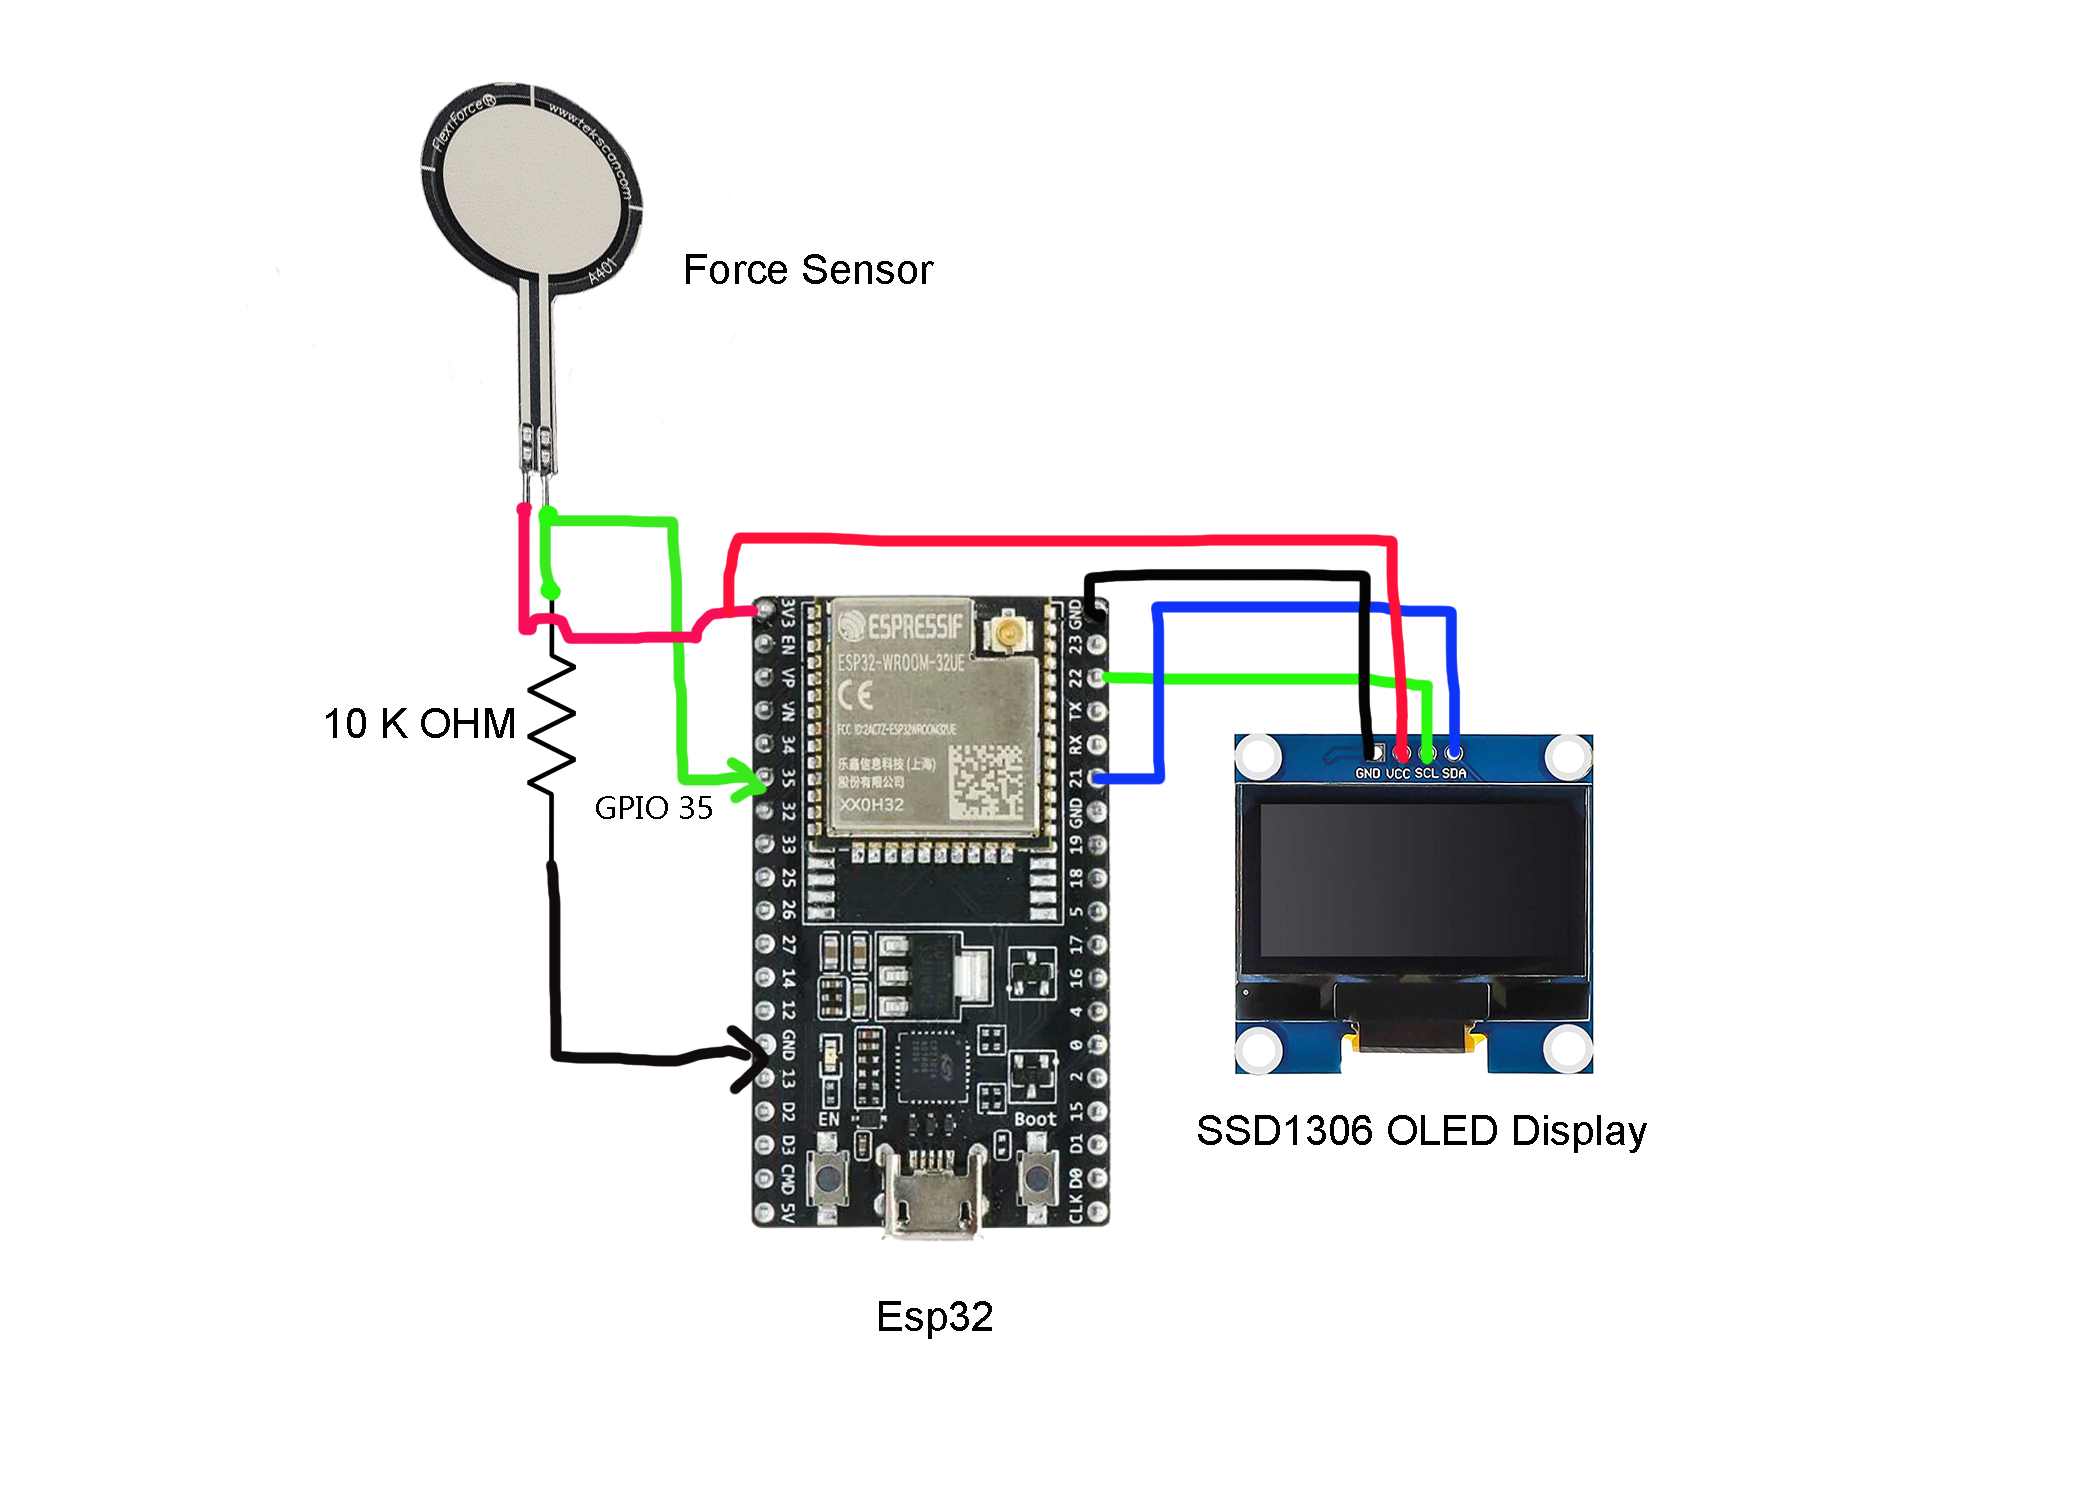 FlexiForce®
www.tekscan.com
A401
Force Sensor
10 K OHM
GPIO 35
3V3
EN
VP
VN
34
35
32
33
25
26
27
14
12
GND
13
D2
D3
CMD
5V
ESPRESSIF
ESP32-WROOM-32UE
CE
FCC ID:2AC7Z-ESP32WROOM32UE
乐鑫信息科技 (上海)
股份有限公司
XX0H32
EN
Boot
GND
23
22
TX
RX
21
GND
19
18
5
17
16
4
0
2
15
D1
D0
CLK
GND VCC SCL SDA
SSD1306 OLED Display
Esp32